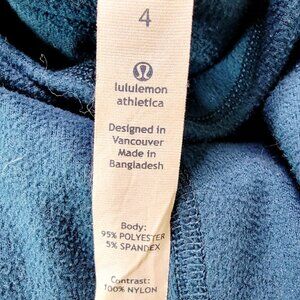 4
lululemon
athletica
Designed in
Vancouver
Made in
Bangladesh
Body:
95% POLYESTER
5% SPANDEX
Contrast:
100% NYLON